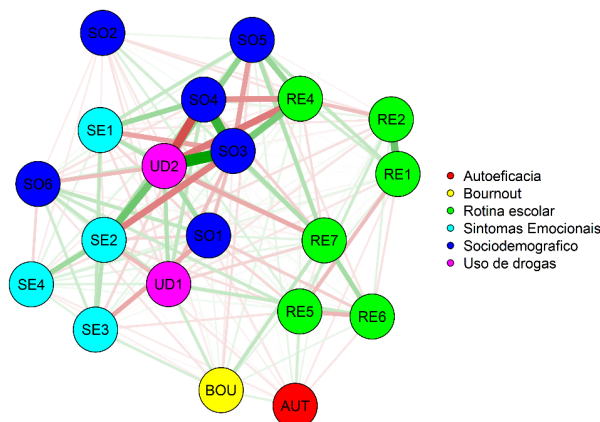 SO2
SO5
SO4
RE4
RE2
SE1
SO3
UD2
RE1
SO6
SO1
SE2
RE7
SE4
UD1
RE5
RE6
SE3
BOU
AUT
Autoeficacia
Bournout
Rotina escolar
Sintomas Emocionais
Sociodemografico
Uso de drogas